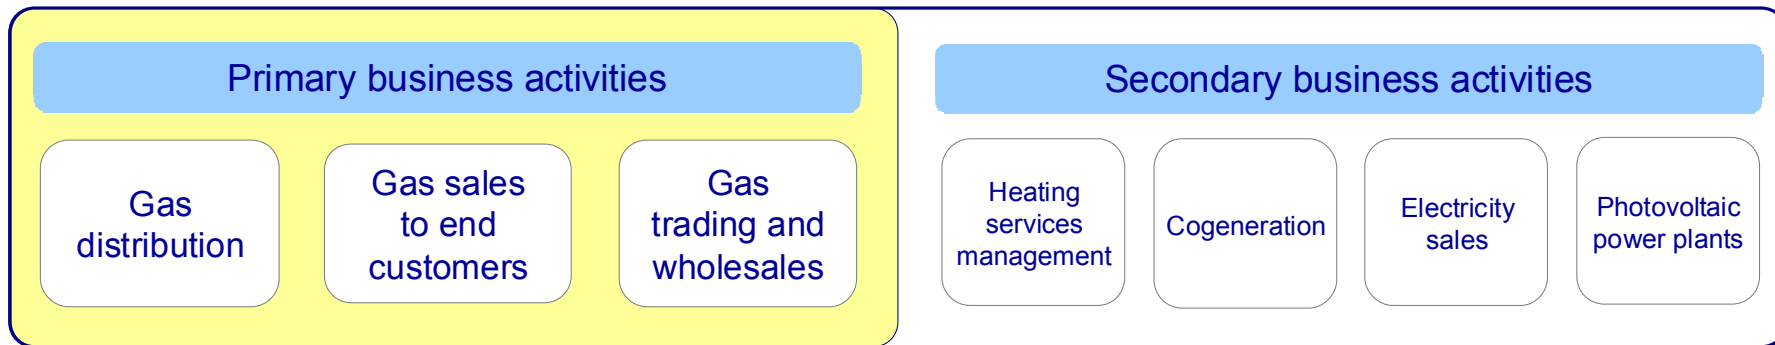 Primary business activities
Gas
distribution
Gas sales
to end
customers
Gas
trading and
wholesales
Secondary business activities
Heating
services
management
Cogeneration
Electricity
sales
Photovoltaic
power plants